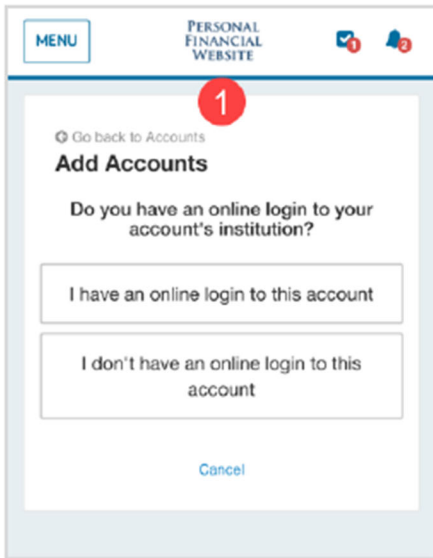 MENU
PERSONAL
FINANCIAL
WEBSITE
1
2
1
Go back to Accounts
Add Accounts
Do you have an online login to your
account's institution?
I have an online login to this account
I don't have an online login to this
account
Cancel